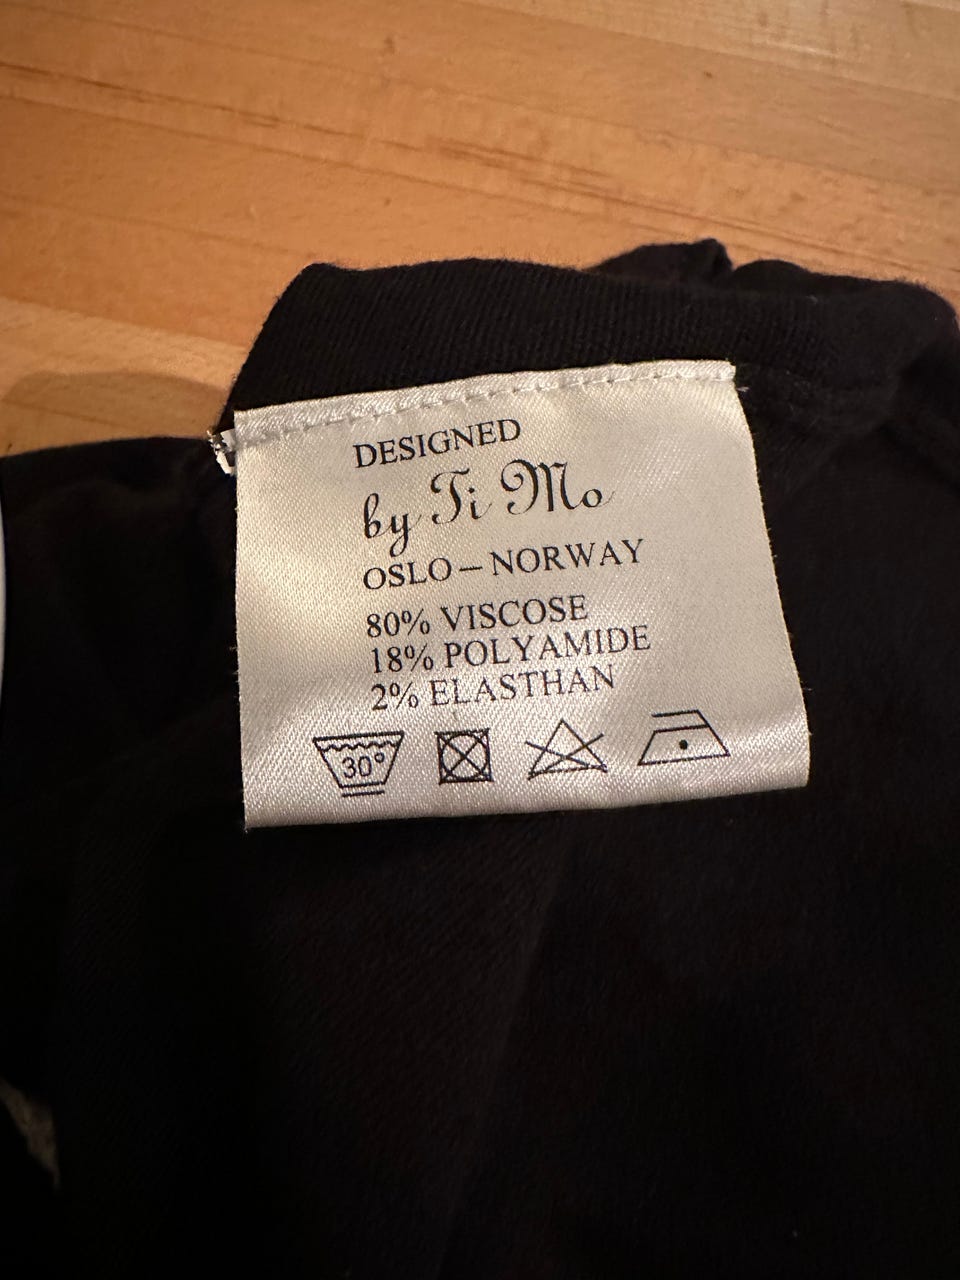 DESIGNED
by Ti Mo
OSLO – NORWAY
80% VISCOSE
18% POLYAMIDE
2% ELASTHAN
30°